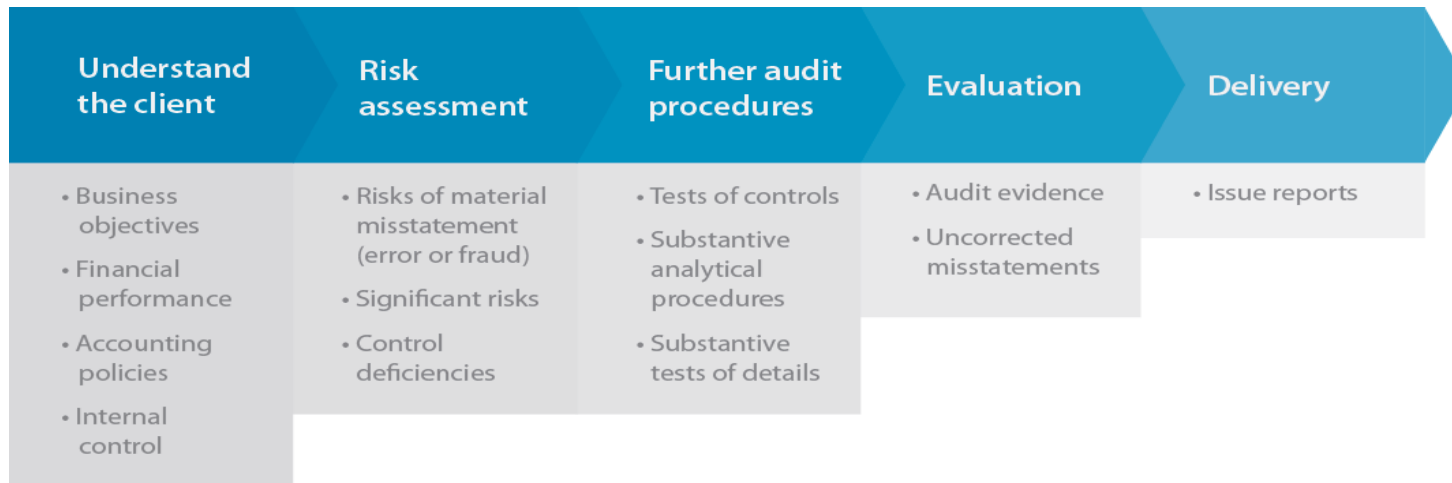 Understand
the client
• Business
objectives
• Financial
performance
• Accounting
policies
• Internal
control
Risk
assessment
• Risks of material
misstatement
(error or fraud)
• Significant risks
• Control
deficiencies
Further audit
procedures
• Tests of controls
• Substantive
analytical
procedures
• Substantive
tests of details
Evaluation
• Audit evidence
• Uncorrected
misstatements
Delivery
• Issue reports